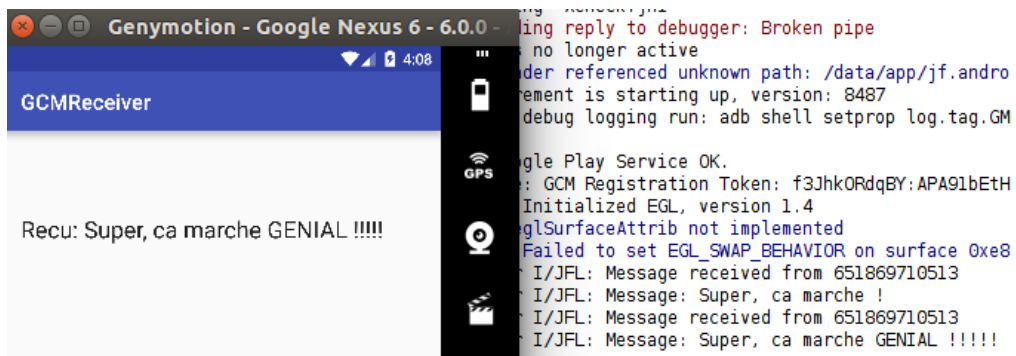 Genymotion - Google Nexus 6 - 6.0.0 -
4:08
GCMReceiver
GPS
Recu: Super, ca marche GENIAL !!!!!
ding reply to debugger: Broken pipe
no longer active
der referenced unknown path: /data/app/jf.andro
ement is starting up, version: 8487
debug logging run: adb shell setprop log.tag.GM
gle Play Service OK.
: GCM Registration Token: f3JhkORdqBY:APA91bEtH
Initialized EGL, version 1.4
eglSurfaceAttrib not implemented
Failed to set EGL_SWAP_BEHAVIOR on surface 0xe8
I/JFL: Message received from 651869710513
I/JFL: Message: Super, ca marche !
I/JFL: Message received from 651869710513
I/JFL: Message: Super, ca marche GENIAL !!!!!